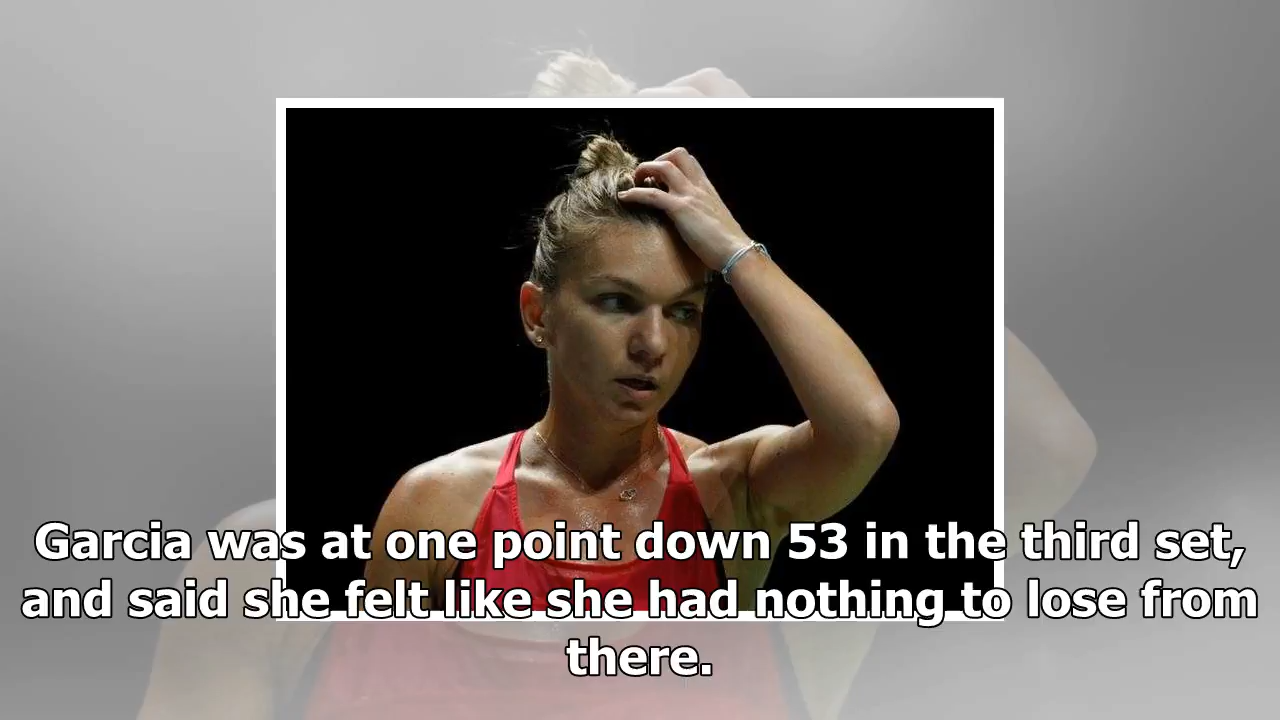 Garcia was at one point down 53 in the third set,
and said she felt like she had nothing to lose from
there.